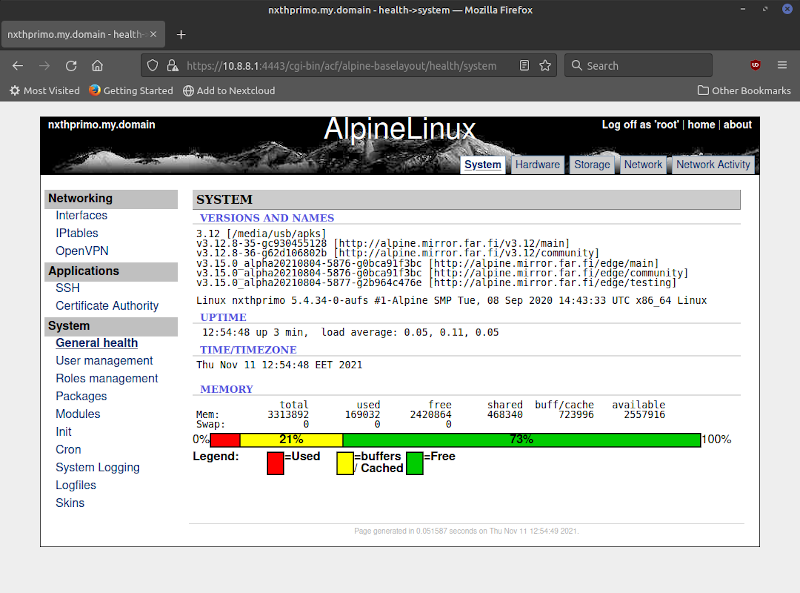 nxthprimo.my.domain - health->system — Mozilla Firefox
nxthprimo.my.domain - health-
https://10.8.8.1:4443/cgi-bin/acf/alpine-baselayout/health/system
Search
Most Visited Getting Started Add to Nextcloud Other Bookmarks
nxthprimo.my.domain AlpineLinux Log off as 'root' | home | about
System Hardware Storage Network Network Activity
Networking
Interfaces
IPtables
OpenVPN
Applications
SSH
Certificate Authority
System
General health
User management
Roles management
Packages
Modules
Init
Cron
System Logging
Logfiles
Skins
SYSTEM
VERSIONS AND NAMES
3.12 [/media/usb/apks]
v3.12.8-35-gc930455128 [http://alpine.mirror.far.fi/v3.12/main]
v3.12.8-36-g62d106802b [http://alpine.mirror.far.fi/v3.12/community]
v3.15.0_alpha20210804-5876-g0bca91f3bc [http://alpine.mirror.far.fi/edge/main]
v3.15.0_alpha20210804-5876-g0bca91f3bc [http://alpine.mirror.far.fi/edge/community]
v3.15.0_alpha20210804-5877-g2b964c476e [http://alpine.mirror.far.fi/edge/testing]
Linux nxthprimo 5.4.34-0-aufs #1-Alpine SMP Tue, 08 Sep 2020 14:43:33 UTC x86_64 Linux
UPTIME
12:54:48 up 3 min, load average: 0.05, 0.11, 0.05
TIME/TIMEZONE
Thu Nov 11 12:54:48 EET 2021
MEMORY
total used free shared buff/cache available
Mem: 3313892 169032 2420864 468340 723996 2557916
Swap: 0 0 0
0% 21% 73% 100%
Legend: =Used =buffers =Free
/ Cached
Page generated in 0.051587 seconds on Thu Nov 11 12:54:49 2021.